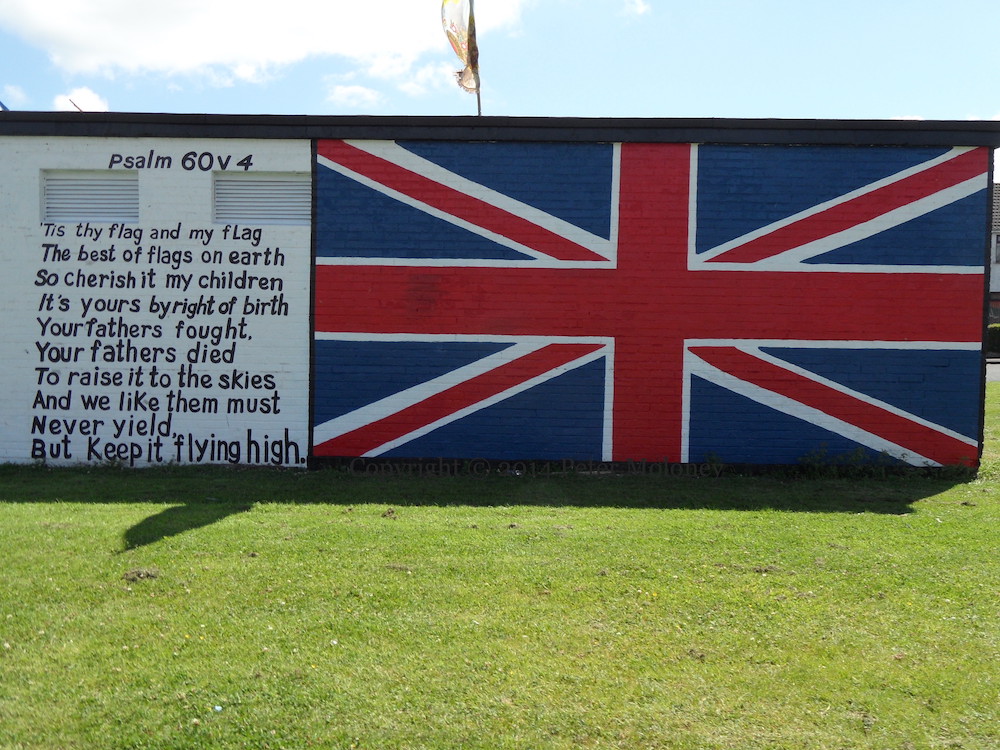 Psalm 60v4
'Tis thy flag and my fLag
The best of flags on earth
So cherish it my children
It's yours by right of birth
Your fathers fought,
Your fathers died
To raise it to the skies
And we like them must
Never yield
But Keep it flying high.
Copyright © 2014 Peter Moloney